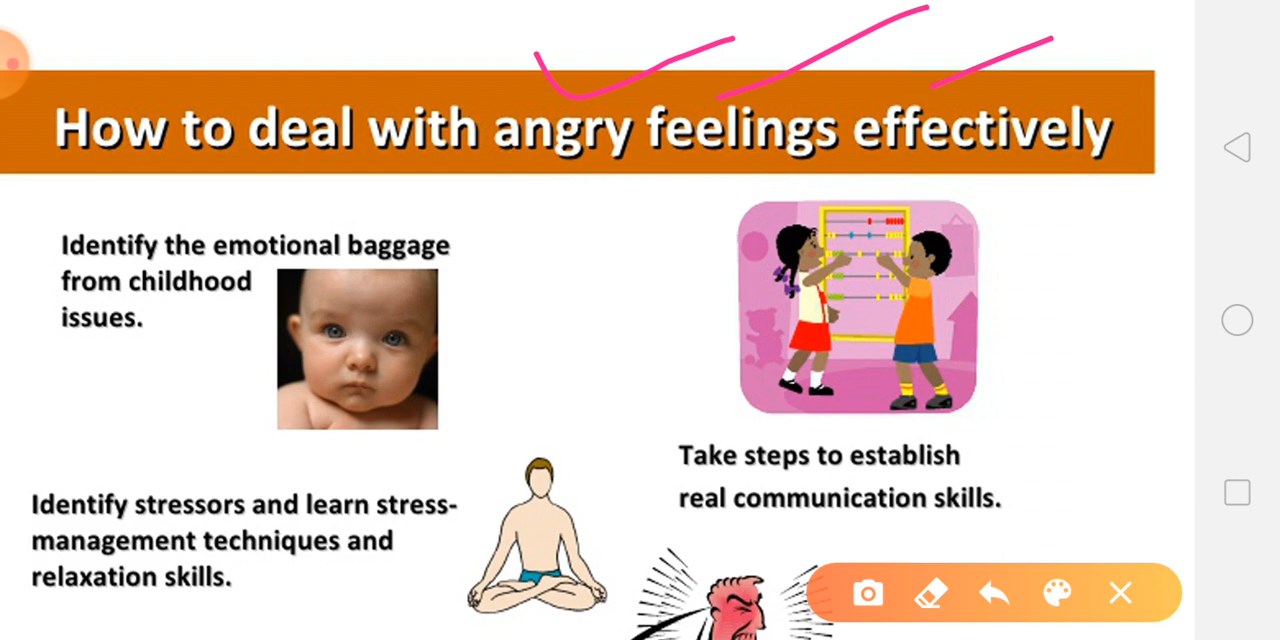 How to deal with angry feelings effectively
Identify the emotional baggage
from childhood
issues.
Take steps to establish
real communication skills.
Identify stressors and learn stress-
management techniques and
relaxation skills.